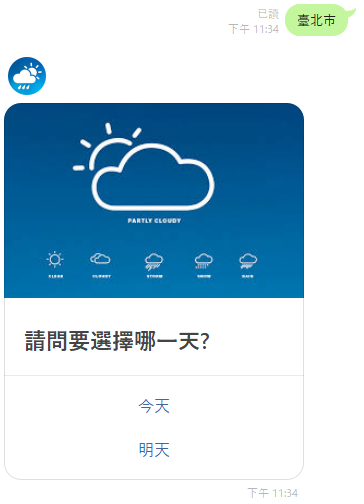 已讀
下午 11:34
臺北市
PARTLY CLOUDY
CLEAR
CLOUDY
STORM
SNOW
RAIN
請問要選擇哪一天?
今天
明天
下午 11:34